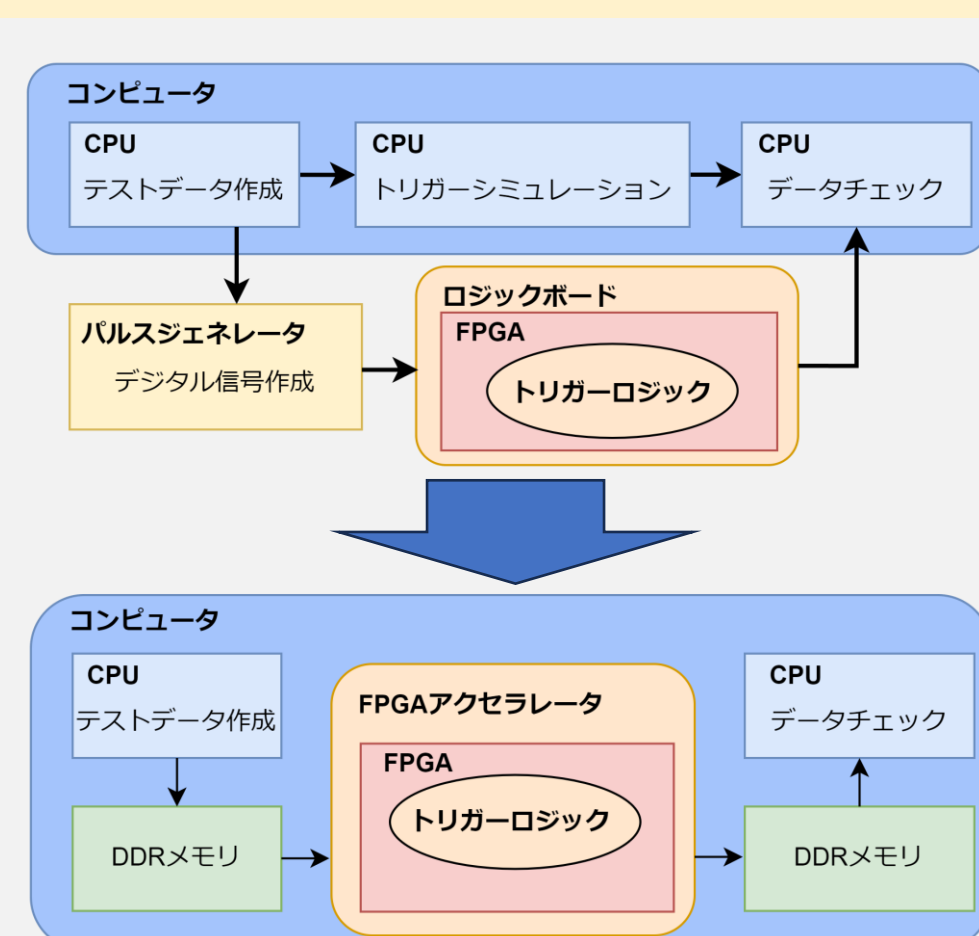 コンピュータ
CPU
テストデータ作成
CPU
トリガーシミュレーション
CPU
データチェック
パルスジェネレータ
デジタル信号作成
ロジックボード
FPGA
トリガーロジック
コンピュータ
CPU
テストデータ作成
DDRメモリ
FPGAアクセラレータ
FPGA
トリガーロジック
CPU
データチェック
DDRメモリ